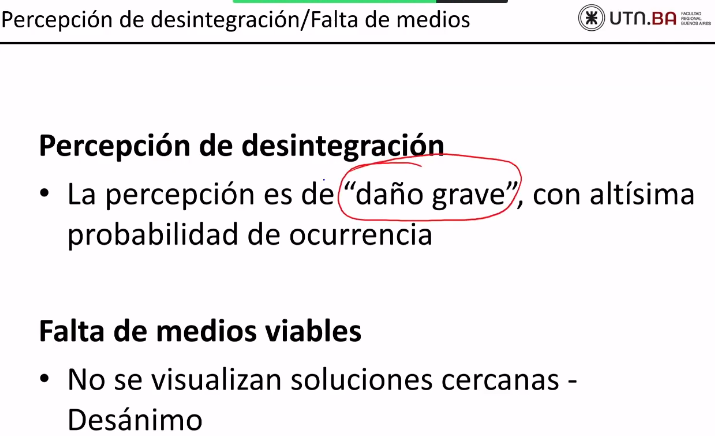 Percepción de desintegración/Falta de medios
UTN.BA FACULTAD REGIONAL BUENOS AIRES
Percepción de desintegración
• La percepción es de “daño grave”, con altísima
probabilidad de ocurrencia
Falta de medios viables
• No se visualizan soluciones cercanas -
Desánimo